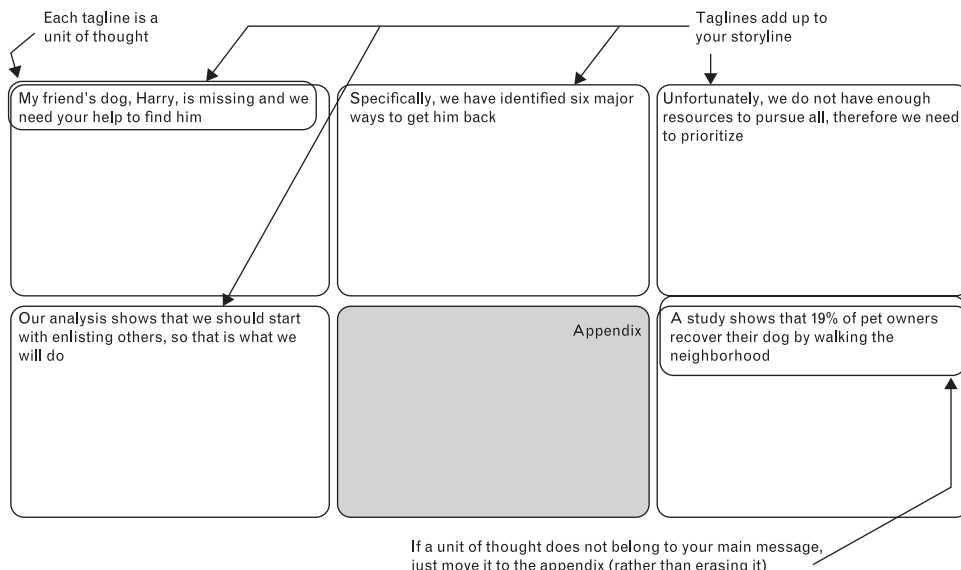 Each tagline is a
unit of thought
Taglines add up to
your storyline
My friend's dog, Harry, is missing and we
need your help to find him
Specifically, we have identified six major
ways to get him back
Unfortunately, we do not have enough
resources to pursue all, therefore we need
to prioritize
Our analysis shows that we should start
with enlisting others, so that is what we
will do
Appendix
A study shows that 19% of pet owners
recover their dog by walking the
neighborhood
If a unit of thought does not belong to your main message,
just move it to the appendix (rather than erasing it)